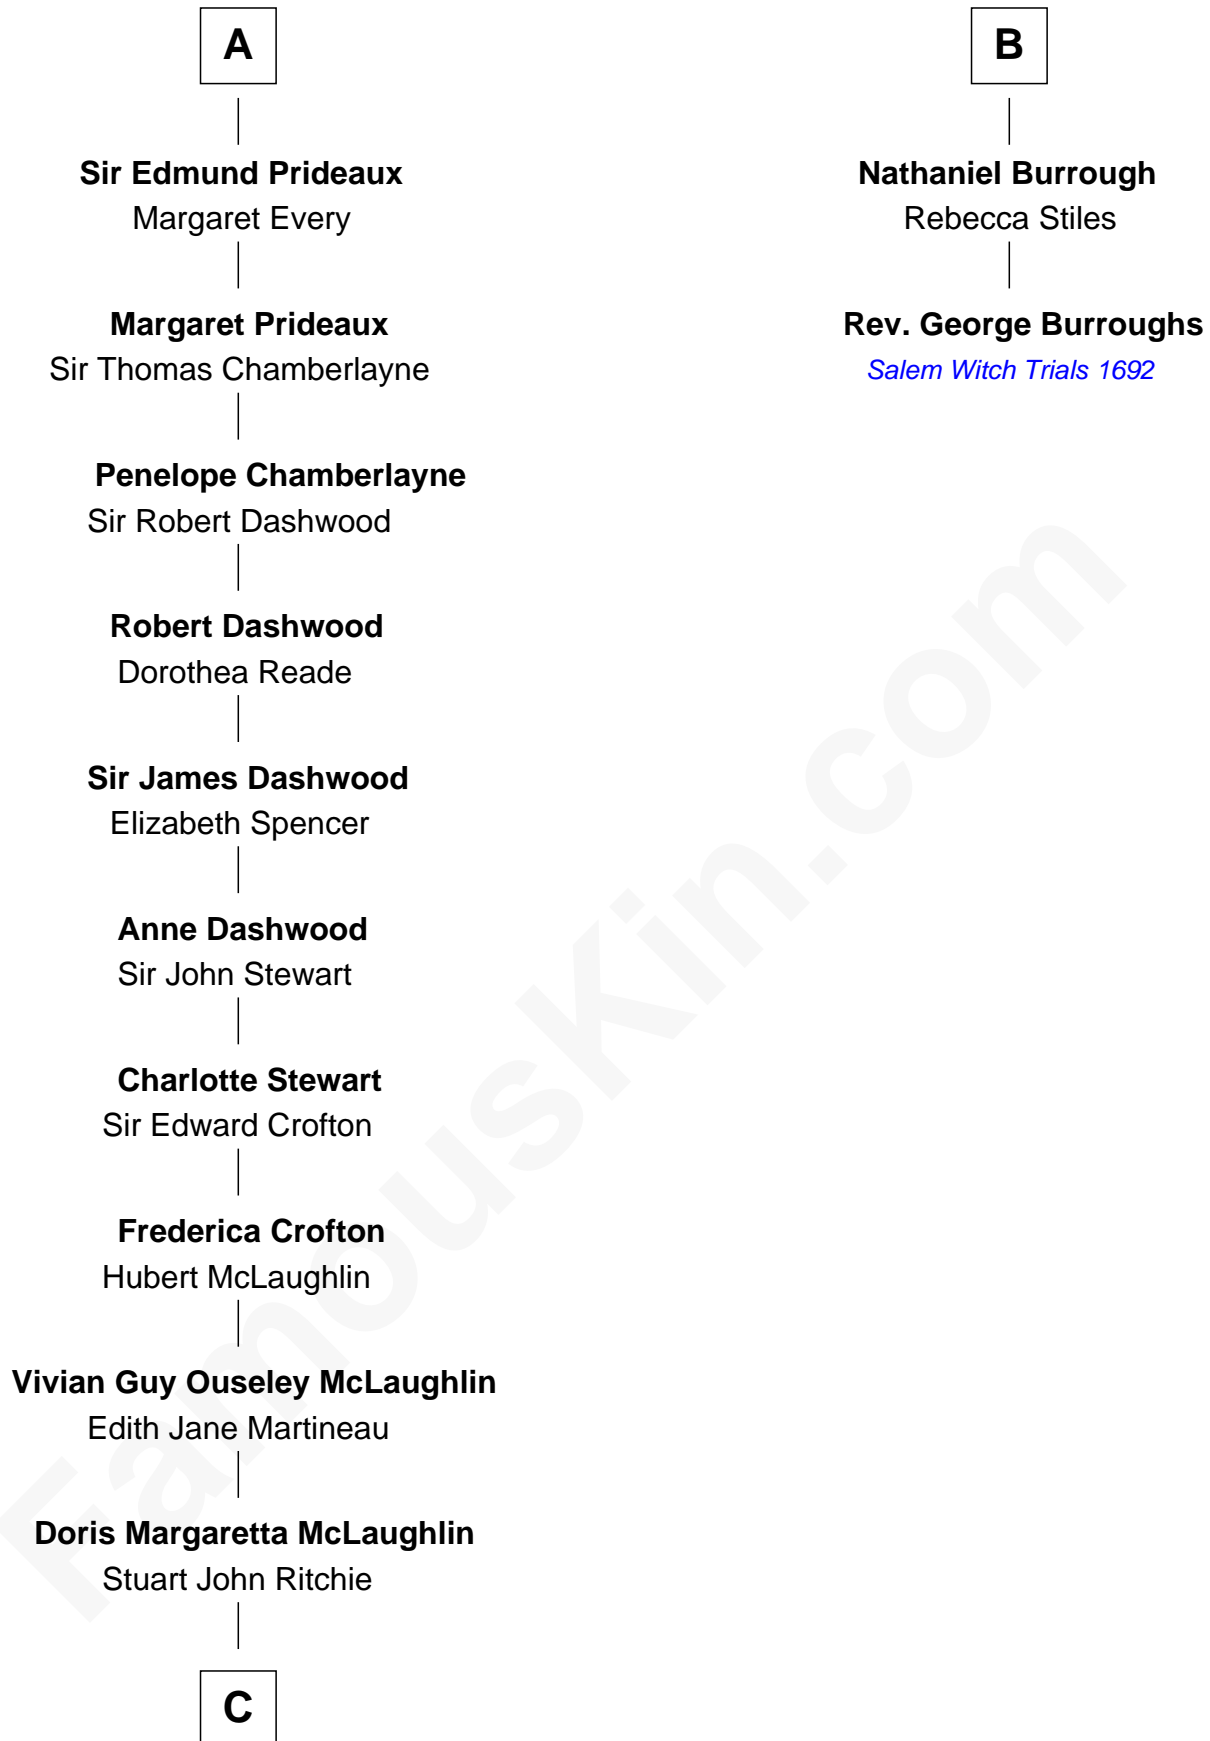 A
Sir Edmund Prideaux
Margaret Every
Margaret Prideaux
Sir Thomas Chamberlayne
Penelope Chamberlayne
Sir Robert Dashwood
Robert Dashwood
Dorothea Reade
Sir James Dashwood
Elizabeth Spencer
Anne Dashwood
Sir John Stewart
Charlotte Stewart
Sir Edward Crofton
Frederica Crofton
Hubert McLaughlin
Vivian Guy Ouseley McLaughlin
Edith Jane Martineau
Doris Margaretta McLaughlin
Stuart John Ritchie
C
B
Nathaniel Burrough
Rebecca Stiles
Rev. George Burroughs
Salem Witch Trials 1692
FamousKin.com